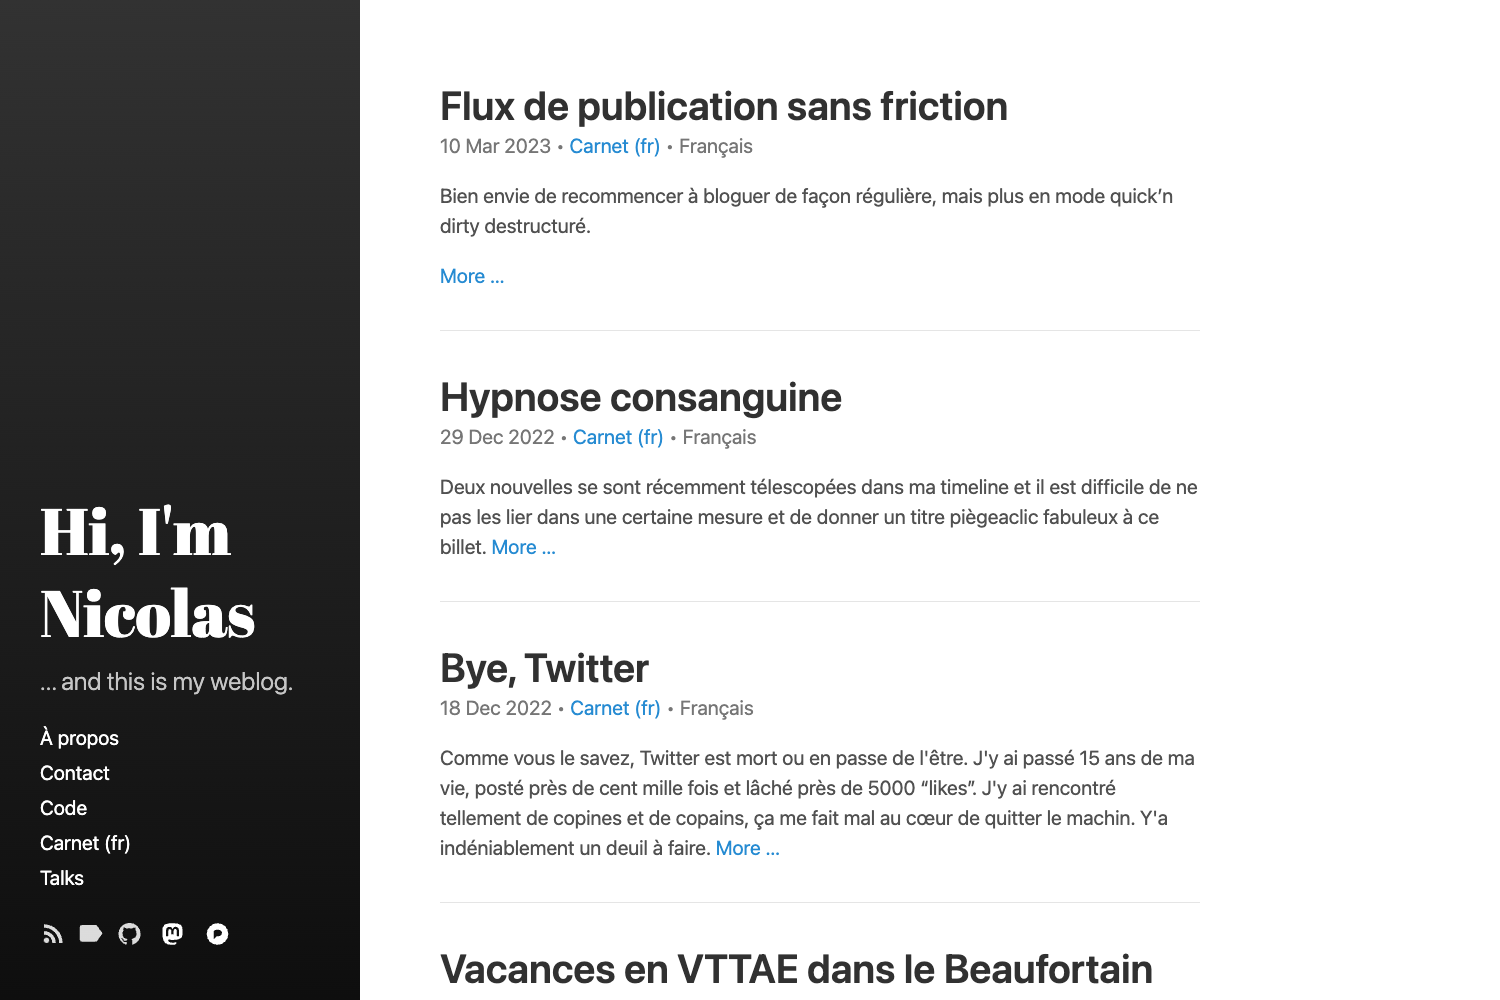 Hi, I'm
Nicolas
... and this is my weblog.
À propos
Contact
Code
Carnet (fr)
Talks
Flux de publication sans friction
10 Mar 2023 • Carnet (fr) • Français
Bien envie de recommencer à bloguer de façon régulière, mais plus en mode quick’n
dirty destructuré.
More ...
Hypnose consanguine
29 Dec 2022 • Carnet (fr) • Français
Deux nouvelles se sont récemment télescopées dans ma timeline et il est difficile de ne
pas les lier dans une certaine mesure et de donner un titre piègeaclic fabuleux à ce
billet. More ...
Bye, Twitter
18 Dec 2022 • Carnet (fr) • Français
Comme vous le savez, Twitter est mort ou en passe de l'être. J'y ai passé 15 ans de ma
vie, posté près de cent mille fois et lâché près de 5000 “likes”. J'y ai rencontré
tellement de copines et de copains, ça me fait mal au cœur de quitter le machin. Y'a
indéniablement un deuil à faire. More ...
Vacances en VTTAE dans le Beaufortain